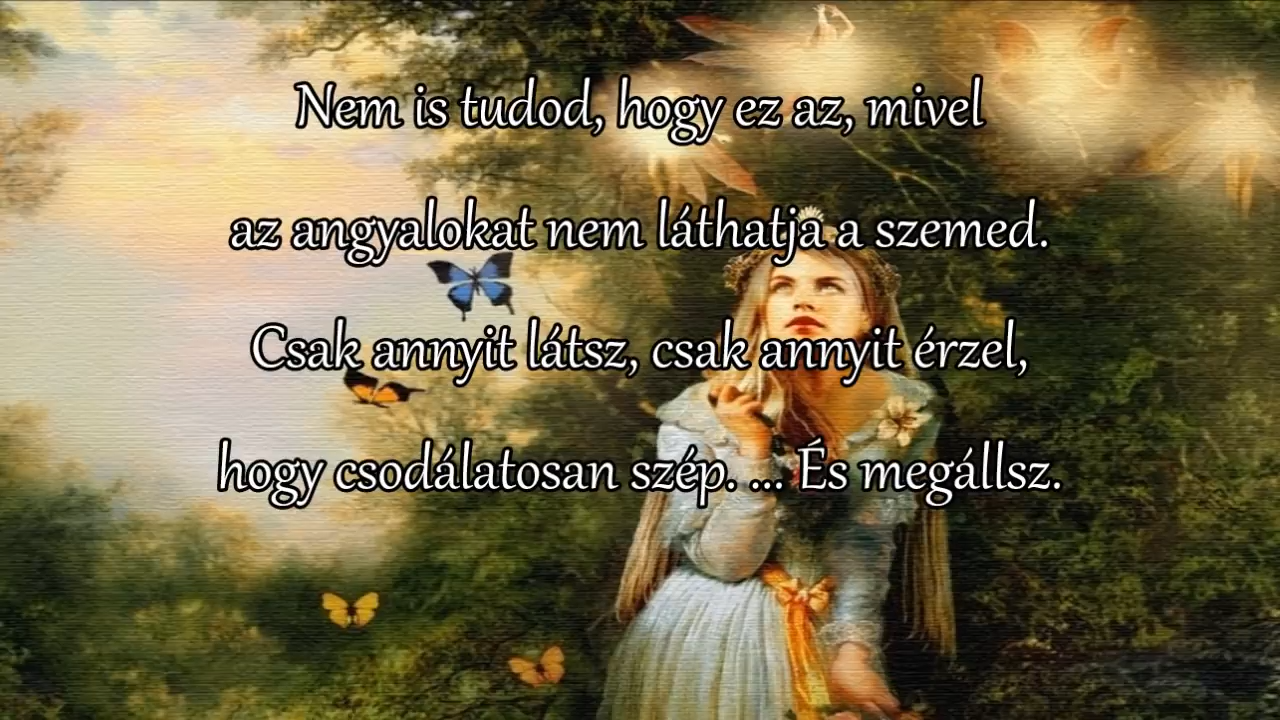 Nem is tudod, hogy ez az, mivel
az angyalokat nem láthatja a szemed.
Csak annyit látsz, csak annyit érzel,
hogy csodálatosan szép. ... És megállsz.